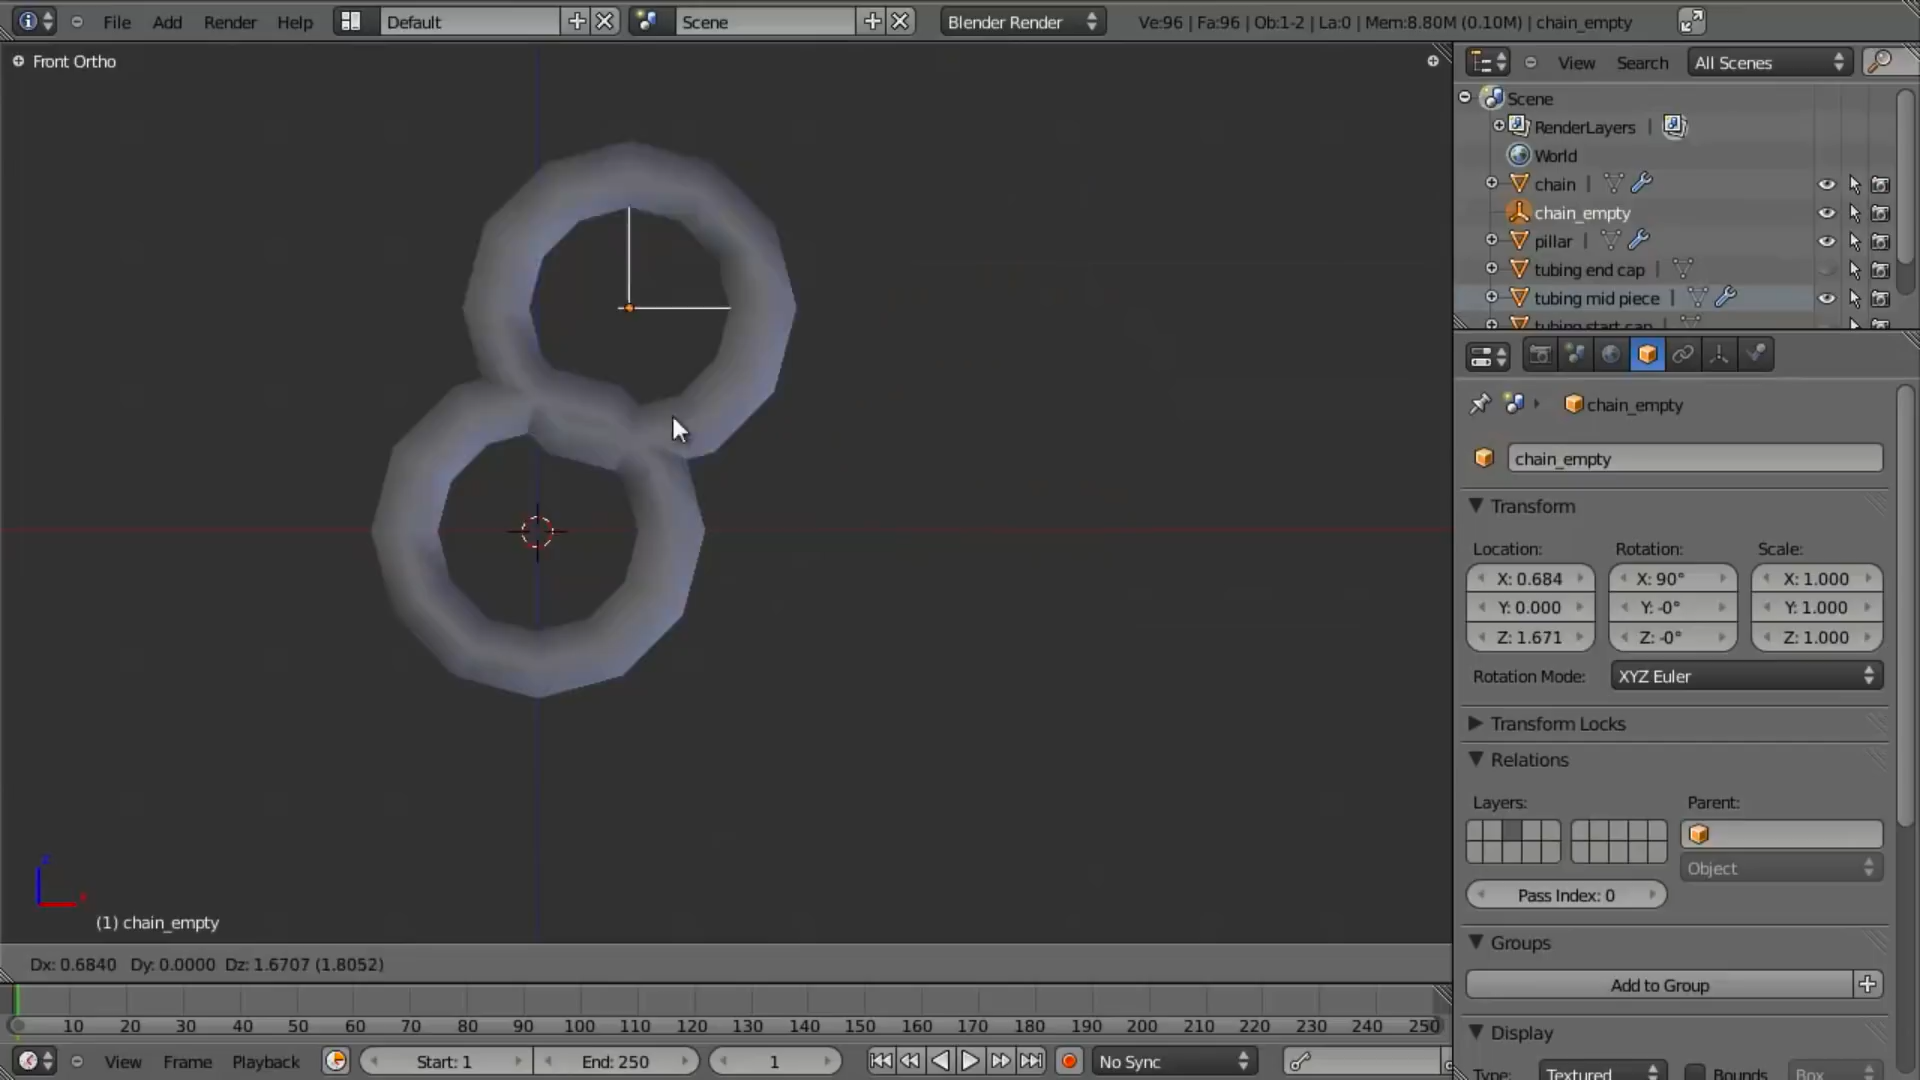 File Add Render Help Default Scene Blender Render Ve:96 | Fa:96 | Ob:1-2 | La:0 | Mem:8.80M (0.10M) | chain_empty
Front Ortho
View Search All Scenes
Scene
RenderLayers |
World
chain |
chain_empty
pillar |
tubing end cap |
tubing mid piece |
tubing start cap |
chain_empty
chain_empty
Transform
Location: Rotation: Scale:
X: 0.684 X: 90° X: 1.000
Y: 0.000 Y: -0° Y: 1.000
Z: 1.671 Z: -0° Z: 1.000
Rotation Mode: XYZ Euler
Transform Locks
Relations
Layers: Parent:
Object
Pass Index: 0
Groups
Add to Group
Display
Type: Textured Bounds Box
z
x
(1) chain_empty
Dx: 0.6840 Dy: 0.0000 Dz: 1.6707 (1.8052)
10 20 30 40 50 60 70 80 90 100 110 120 130 140 150 160 170 180 190 200 210 220 230 240 250
View Frame Playback Start: 1 End: 250 1 No Sync